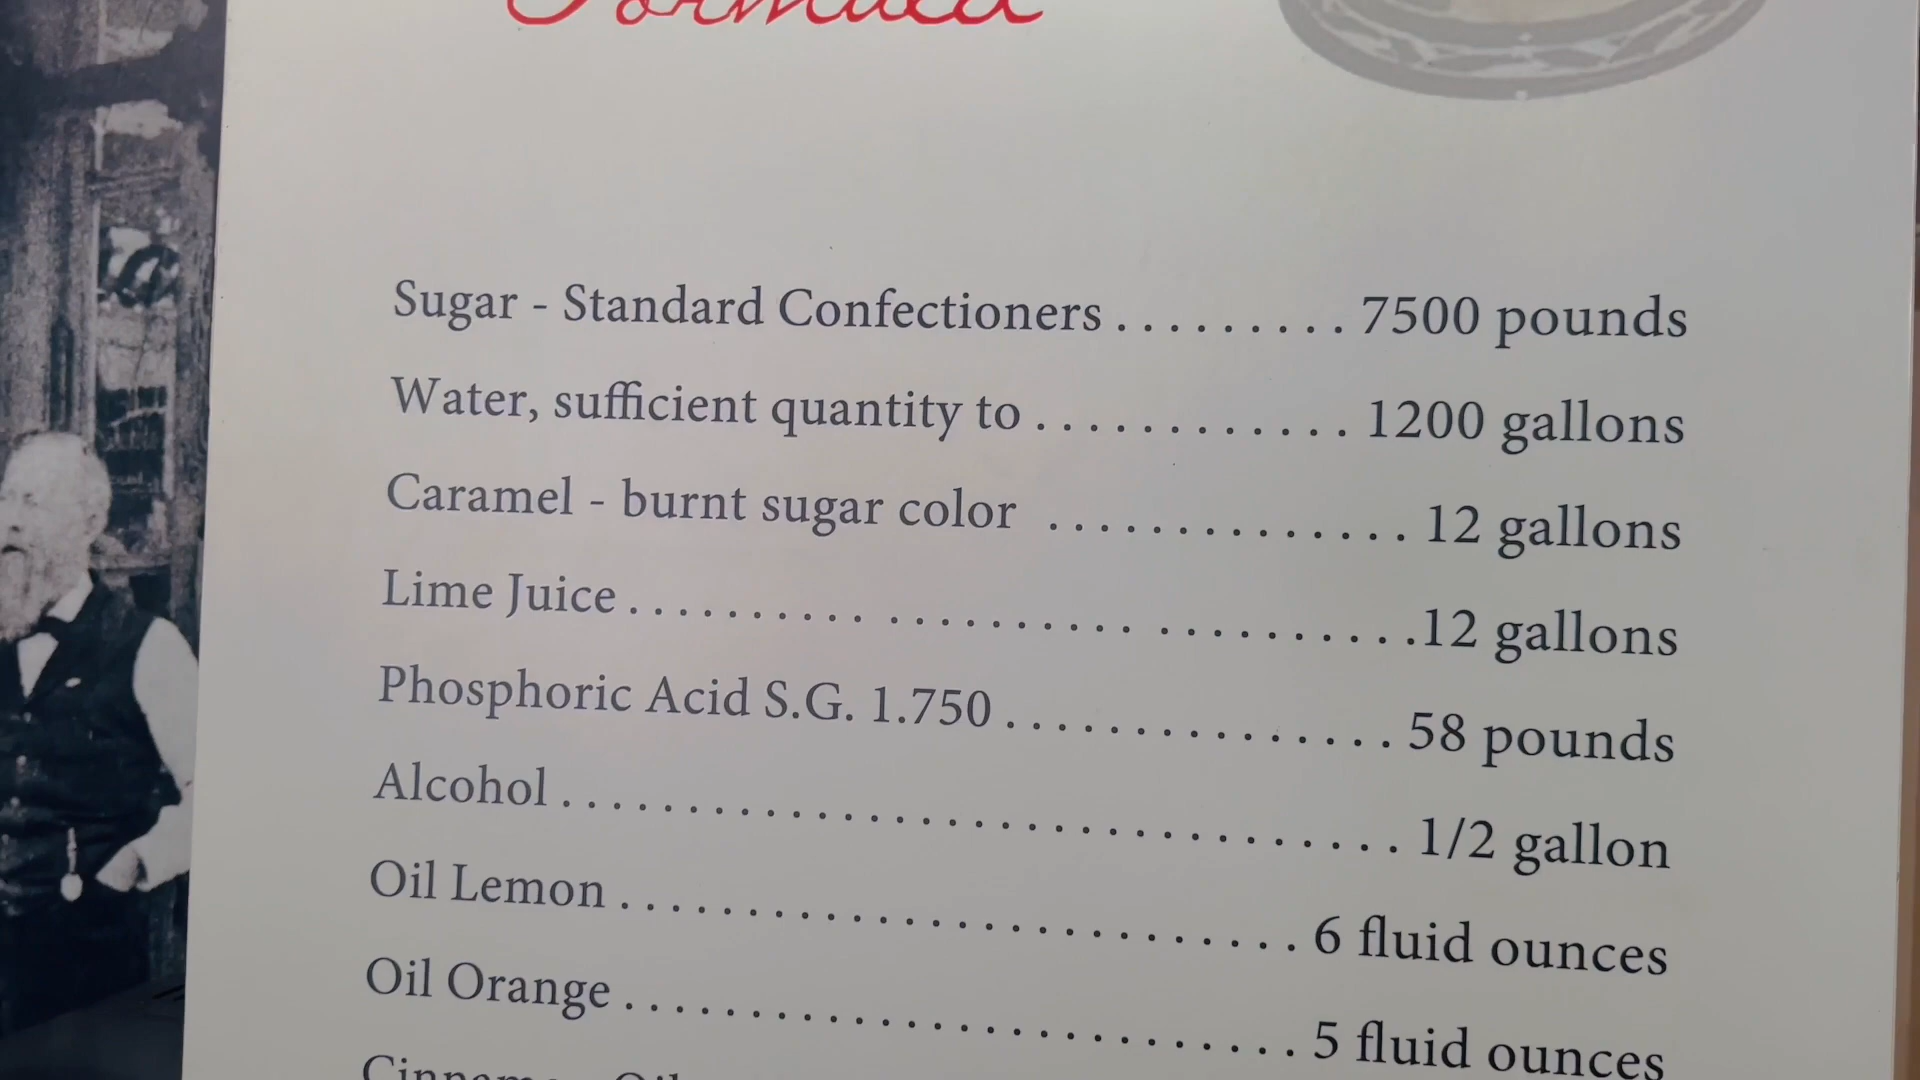 Formula
Sugar - Standard Confectioners . . . . . . . . . 7500 pounds
Water, sufficient quantity to . . . . . . . . . . . . 1200 gallons
Caramel - burnt sugar color . . . . . . . . . . . . . . 12 gallons
Lime Juice . . . . . . . . . . . . . . . . . . . . . . . . . . . . . 12 gallons
Phosphoric Acid S.G. 1.750 . . . . . . . . . . . . . . . 58 pounds
Alcohol . . . . . . . . . . . . . . . . . . . . . . . . . . . . . . . . . 1/2 gallon
Oil Lemon . . . . . . . . . . . . . . . . . . . . . . . . . . . 6 fluid ounces
Oil Orange . . . . . . . . . . . . . . . . . . . . . . . . . . . 5 fluid ounces